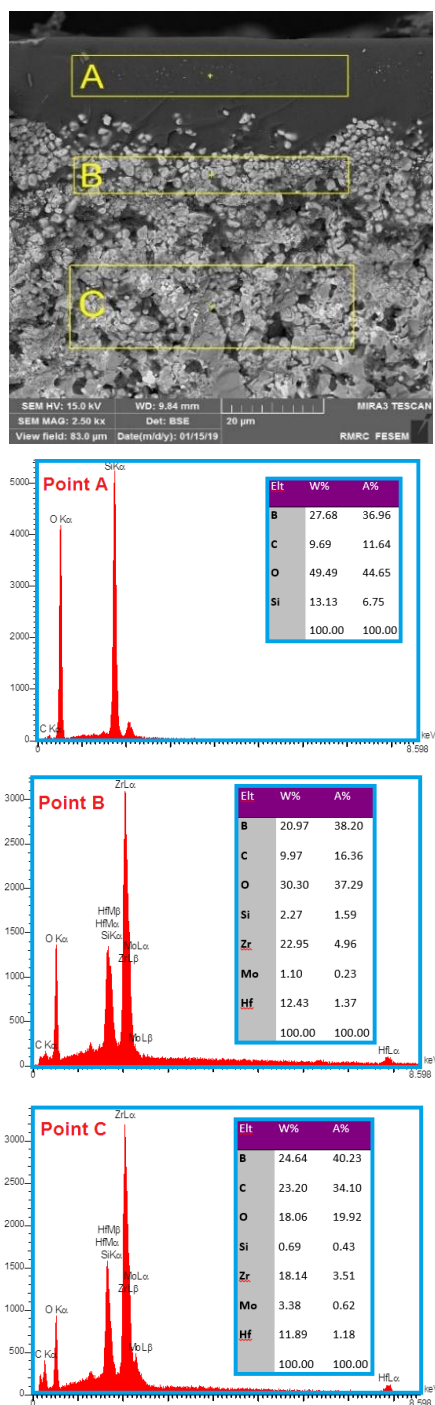 A
B
C
SEM HV: 15.0 kV WD: 9.84 mm MIRA3 TESCAN
SEM MAG: 2.50 kx Det: BSE 20 µm
View field: 83.0 µm Date(m/d/y): 01/15/19 RMRC FESEM
Point A
SiKα
O Kα
C Kα
5000
4000
3000
2000
1000
0
0 8.598
keV
Elt W% A%
B 27.68 36.96
C 9.69 11.64
O 49.49 44.65
Si 13.13 6.75
100.00 100.00
Point B
ZrLα
HfMβ
HfMα
SiKα
O Kα
MoLα
ZrLβ
MoLβ
C Kα
HfLα
3000
2500
2000
1500
1000
500
0
0 8.598
keV
Elt W% A%
B 20.97 38.20
C 9.97 16.36
O 30.30 37.29
Si 2.27 1.59
Zr 22.95 4.96
Mo 1.10 0.23
Hf 12.43 1.37
100.00 100.00
Point C
ZrLα
HfMβ
HfMα
SiKα
MoLα
ZrLβ
O Kα
MoLβ
C Kα
HfLα
3000
2500
2000
1500
1000
500
0
0 8.598
keV
Elt W% A%
B 24.64 40.23
C 23.20 34.10
O 18.06 19.92
Si 0.69 0.43
Zr 18.14 3.51
Mo 3.38 0.62
Hf 11.89 1.18
100.00 100.00